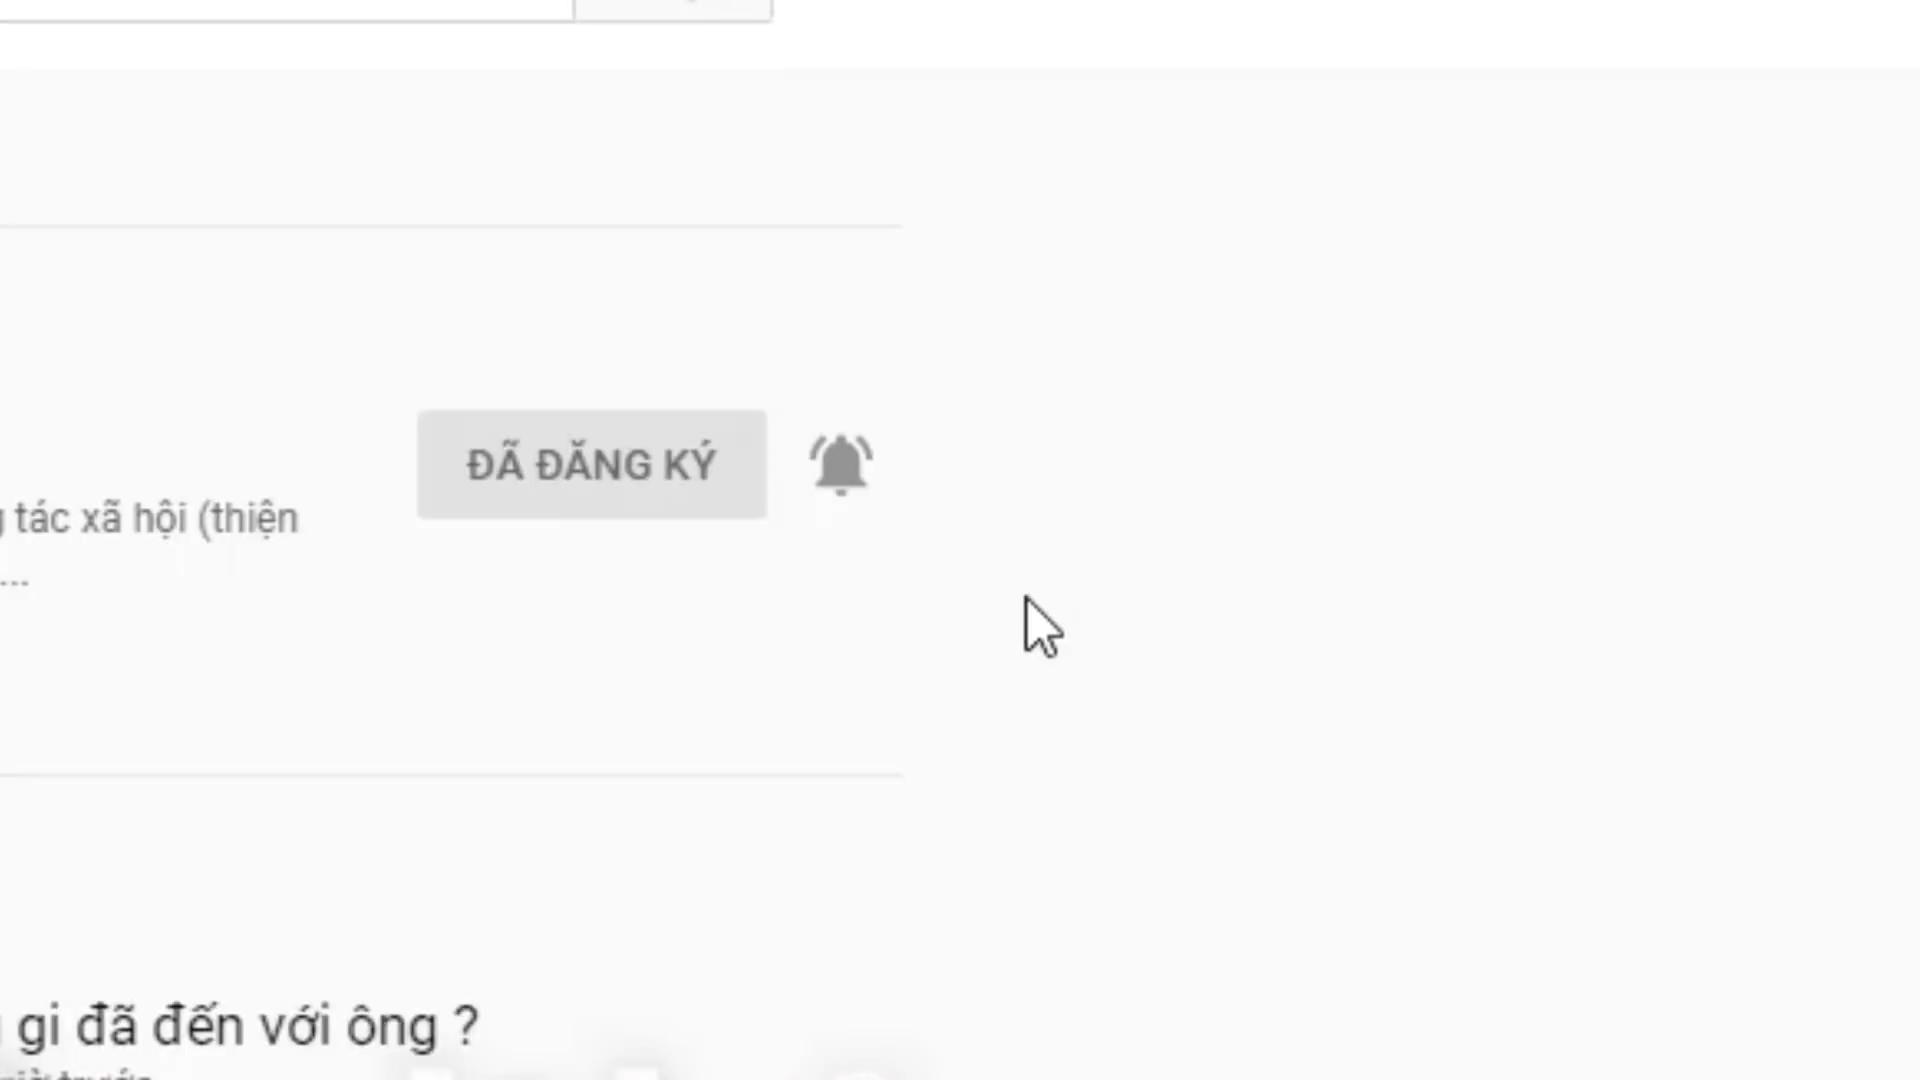 ĐÃ ĐĂNG KÝ
tác xã hội (thiện
...
gi đã đến với ông ?